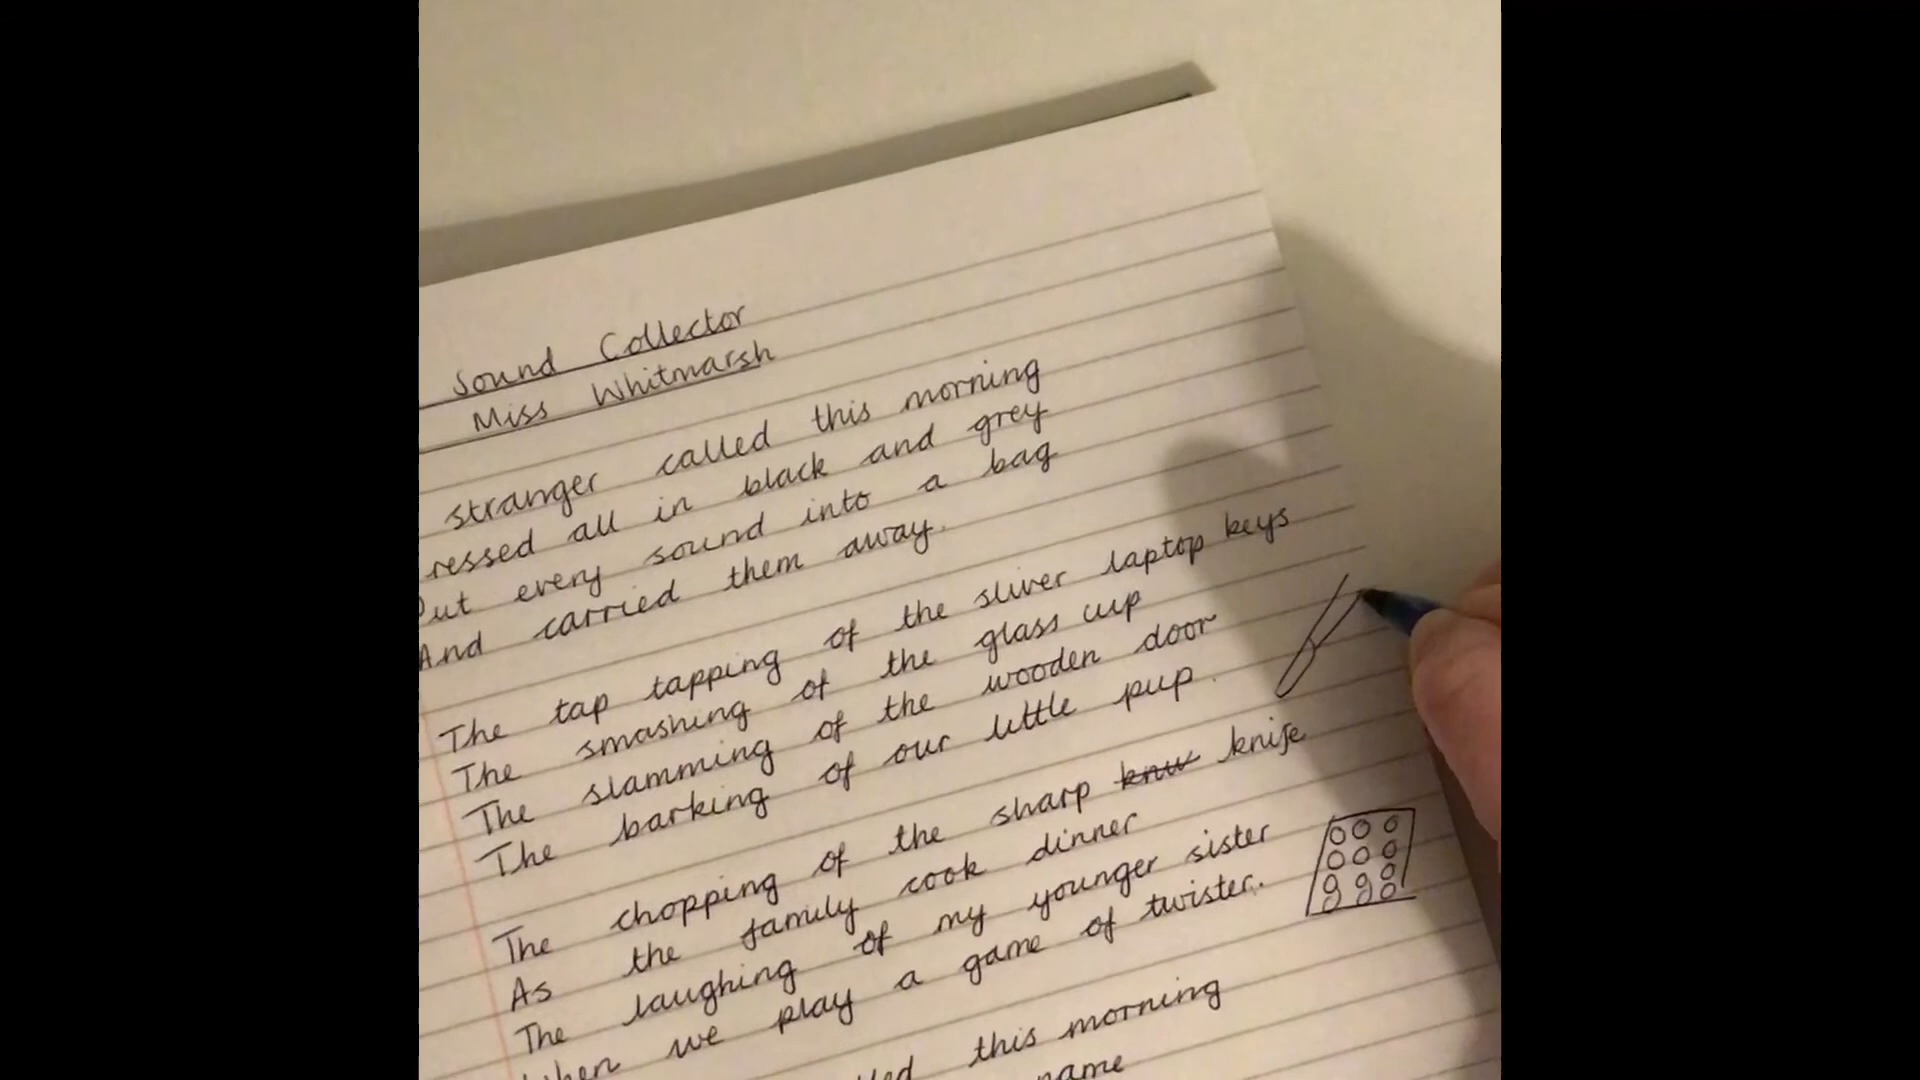 Sound Collector
Miss Whitmarsh
stranger called this morning
ressed all in black and grey
Put every sound into a bag
And carried them away.
The tap tapping of the sliver laptop keys
The smashing of the glass cup
The slamming of the wooden door
The barking of our little pup.
The chopping of the sharp knife
As the family cook dinner
The laughing of my younger sister
When we play a game of twister.
lled this morning
name